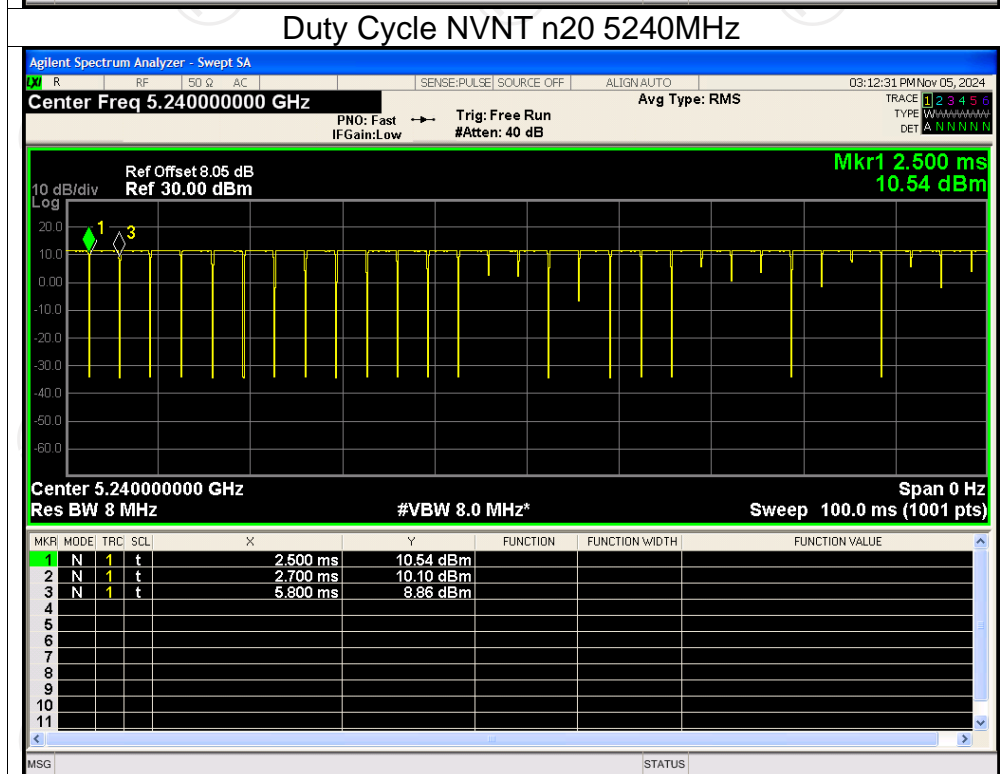 Duty Cycle NVNT n20 5240MHz
Agilent Spectrum Analyzer - Swept SA
LXI R RF 50 Ω AC SENSE:PULSE SOURCE OFF ALIGN AUTO 03:12:31 PM Nov 05, 2024
Center Freq 5.240000000 GHz Avg Type: RMS TRACE 1 2 3 4 5 6
PNO: Fast Trig: Free Run TYPE
IFGain:Low #Atten: 40 dB DET A N N N N N
Mkr1 2.500 ms
Ref Offset 8.05 dB
10 dB/div Ref 30.00 dBm 10.54 dBm
Log
20.0
1 3
10.0
0.00
-10.0
-20.0
-30.0
-40.0
-50.0
-60.0
Center 5.240000000 GHz Span 0 Hz
Res BW 8 MHz #VBW 8.0 MHz* Sweep 100.0 ms (1001 pts)
MKR MODE TRC SCL X Y FUNCTION FUNCTION WIDTH FUNCTION VALUE
1 N 1 t 2.500 ms 10.54 dBm
2 N 1 t 2.700 ms 10.10 dBm
3 N 1 t 5.800 ms 8.86 dBm
4
5
6
7
8
9
10
11
MSG STATUS